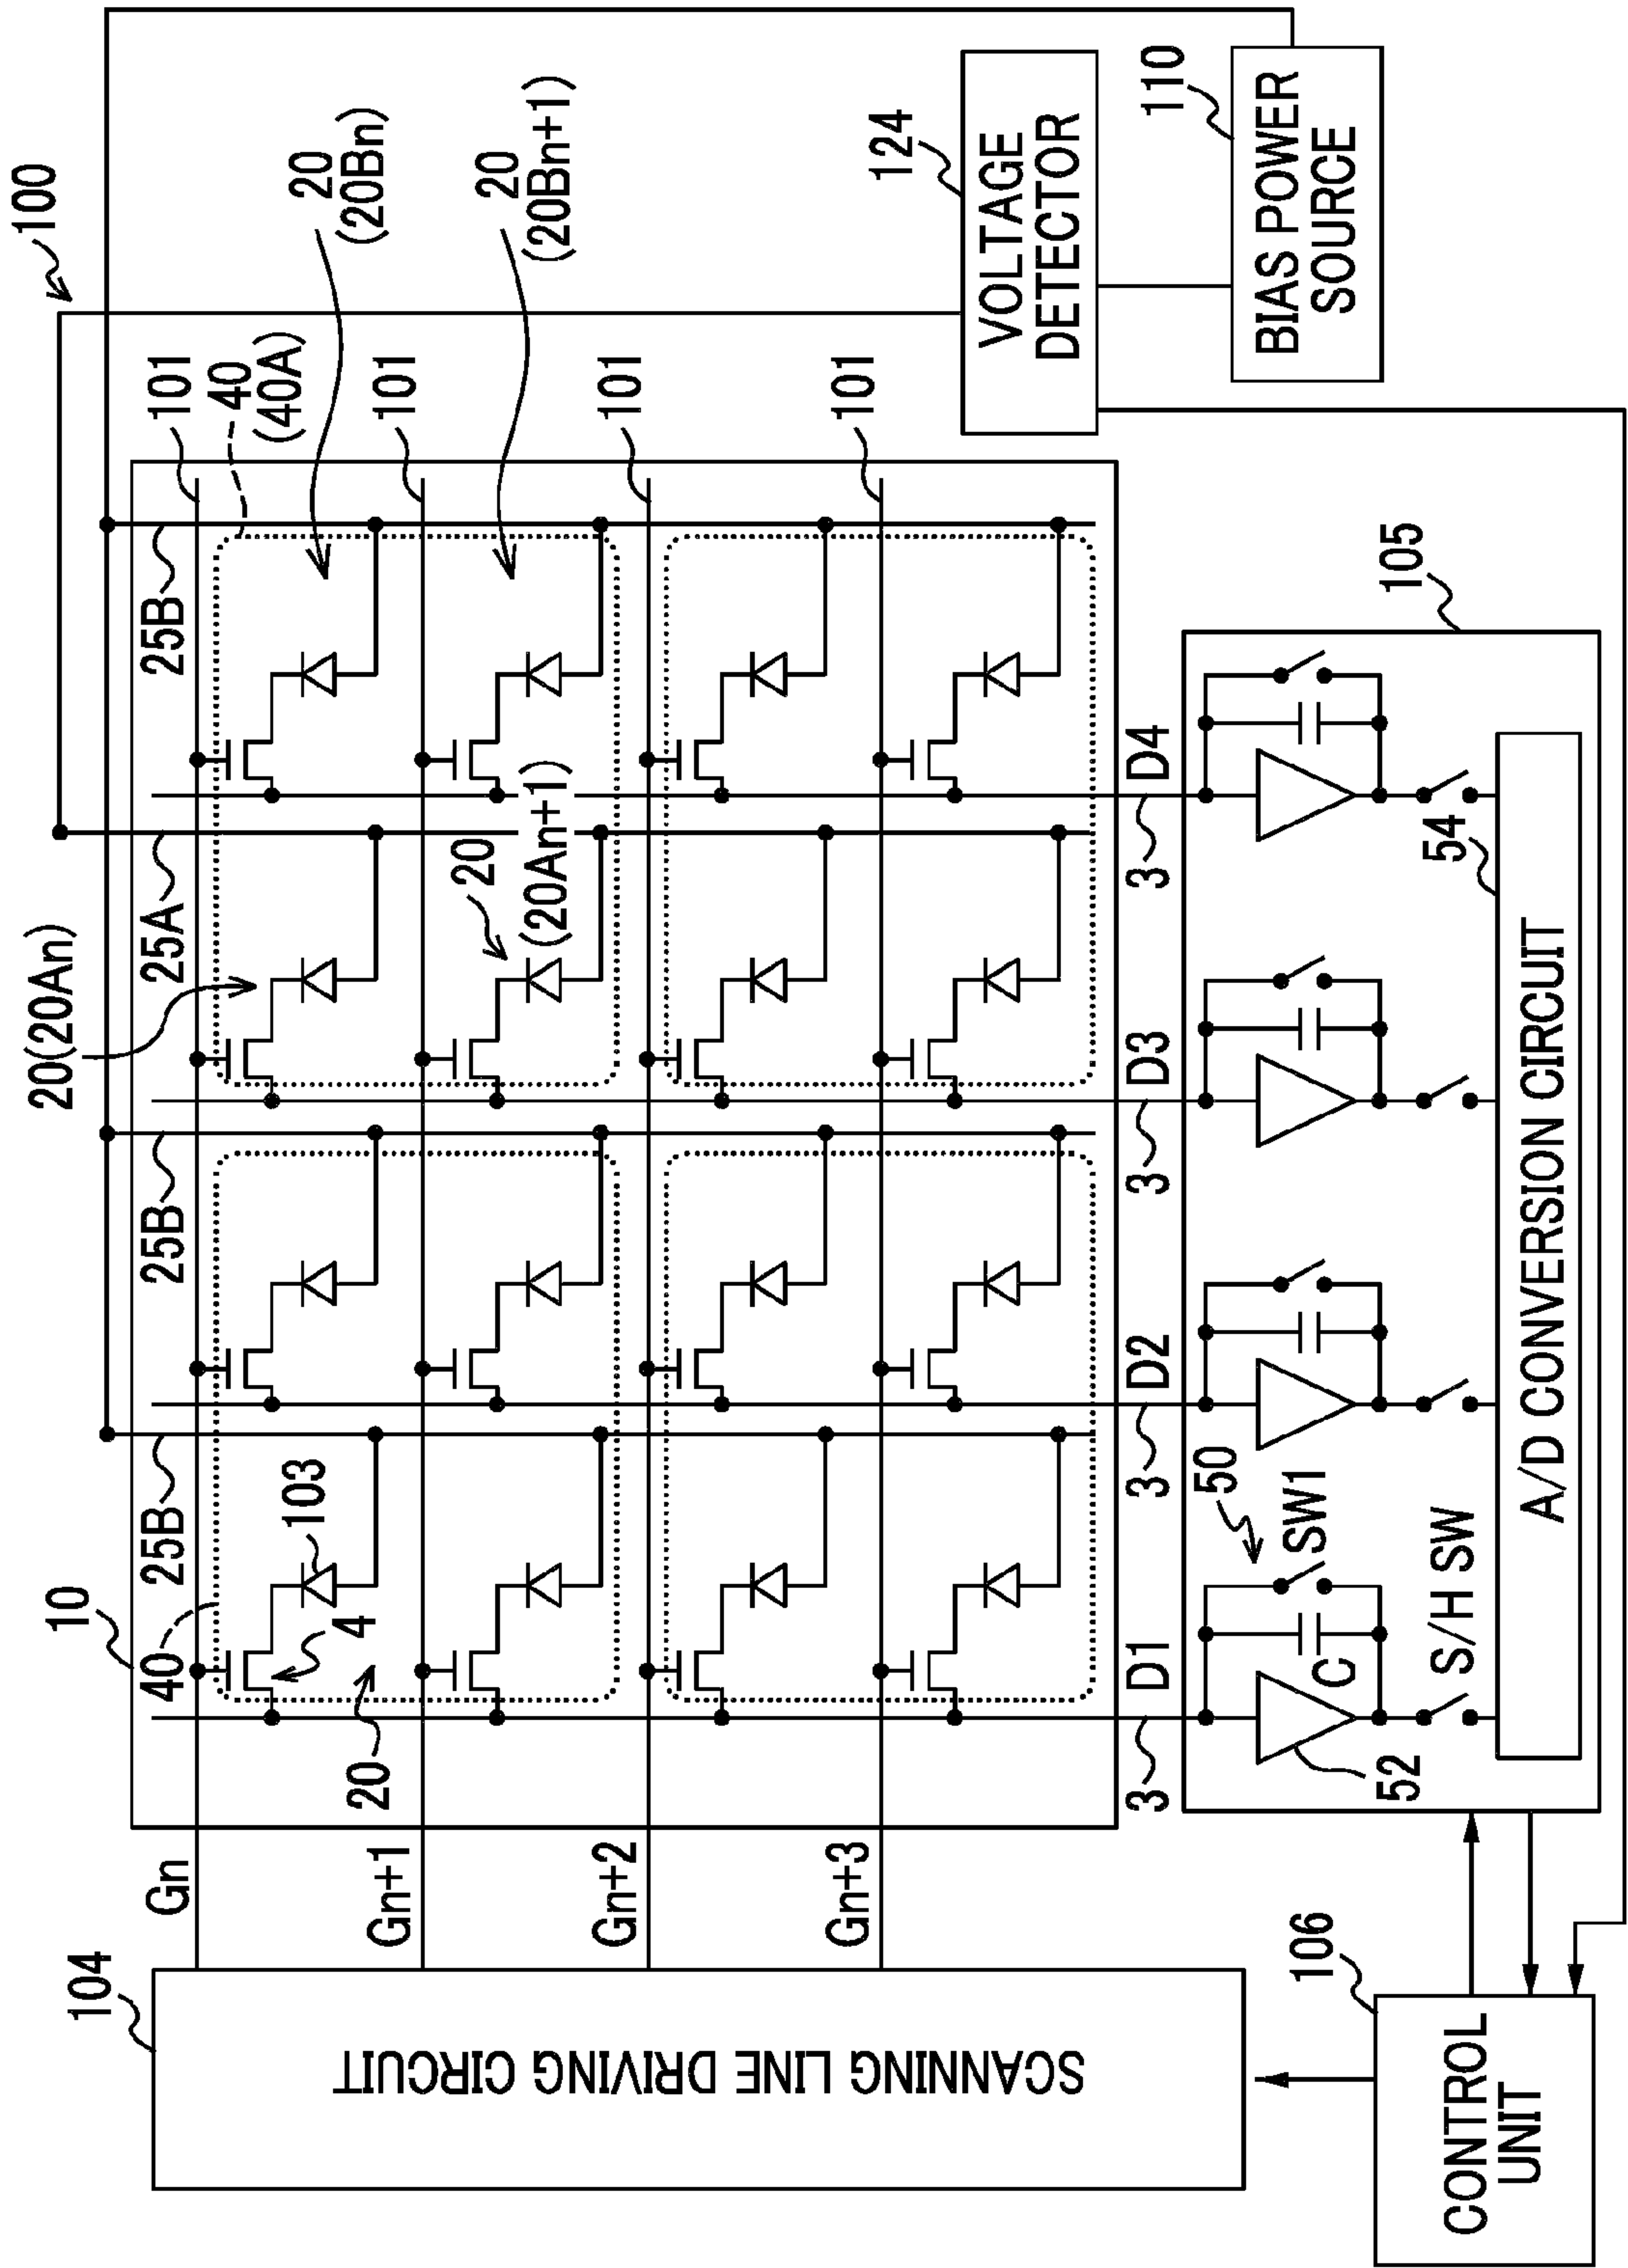 100
20(20An)
104
10
Gn
40
25B
25B
25A
25B
101
40
(40A)
103
4
20
20
(20Bn)
Gn+1
101
20
(20An+1)
20
(20Bn+1)
Gn+2
101
SCANNING LINE DRIVING CIRCUIT
Gn+3
101
124
VOLTAGE
DETECTOR
3
D1
3
D2
3
D3
3
D4
110
BIAS POWER
SOURCE
50
SW1
C
52
S/H SW
54
105
106
A/D CONVERSION CIRCUIT
CONTROL
UNIT